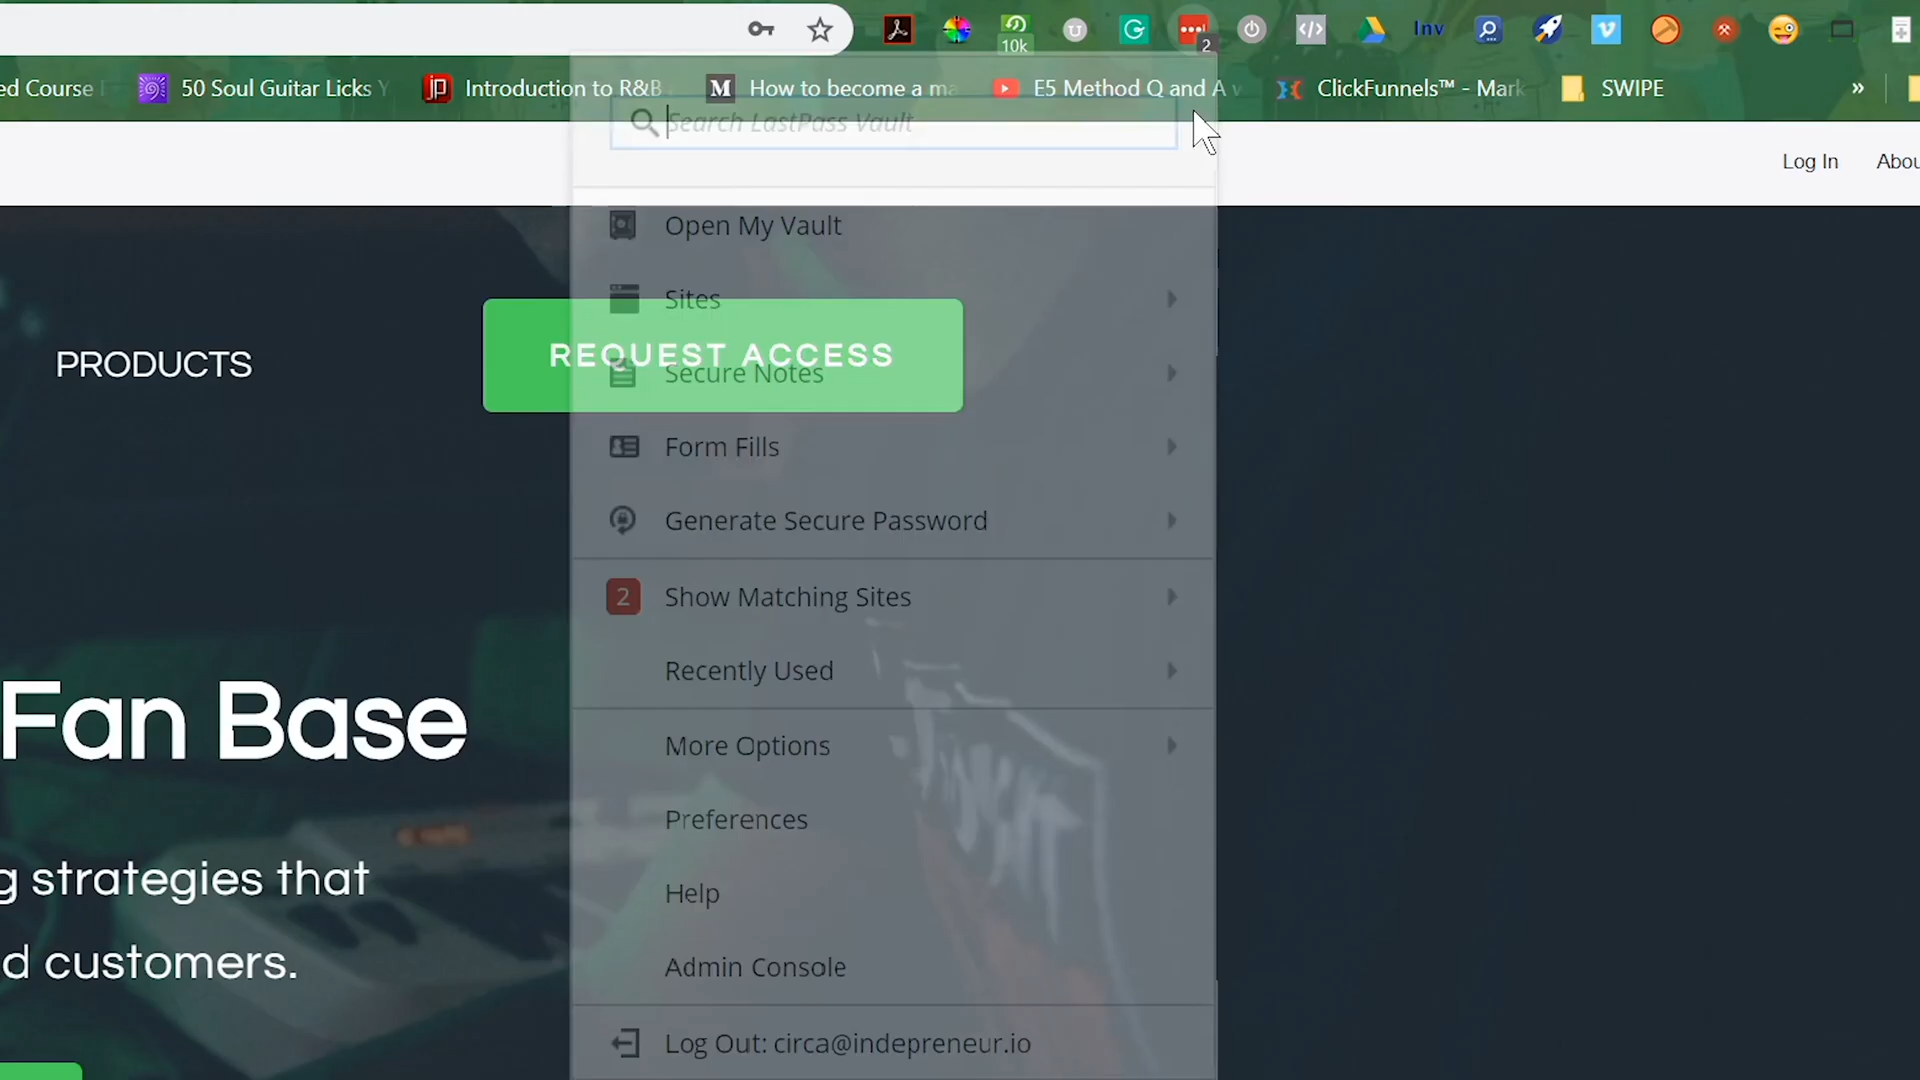 10k
2
Inv
ed Course
50 Soul Guitar Licks Y
Introduction to R&B
How to become a ma
E5 Method Q and A w
ClickFunnels™ - Mark
SWIPE
»
Search LastPass Vault
Log In
Abou
Open My Vault
Sites
PRODUCTS
REQUEST ACCESS
Secure Notes
Form Fills
Generate Secure Password
2 Show Matching Sites
Recently Used
Fan Base
More Options
Preferences
g strategies that
Help
d customers.
Admin Console
Log Out: circa@indepreneur.io